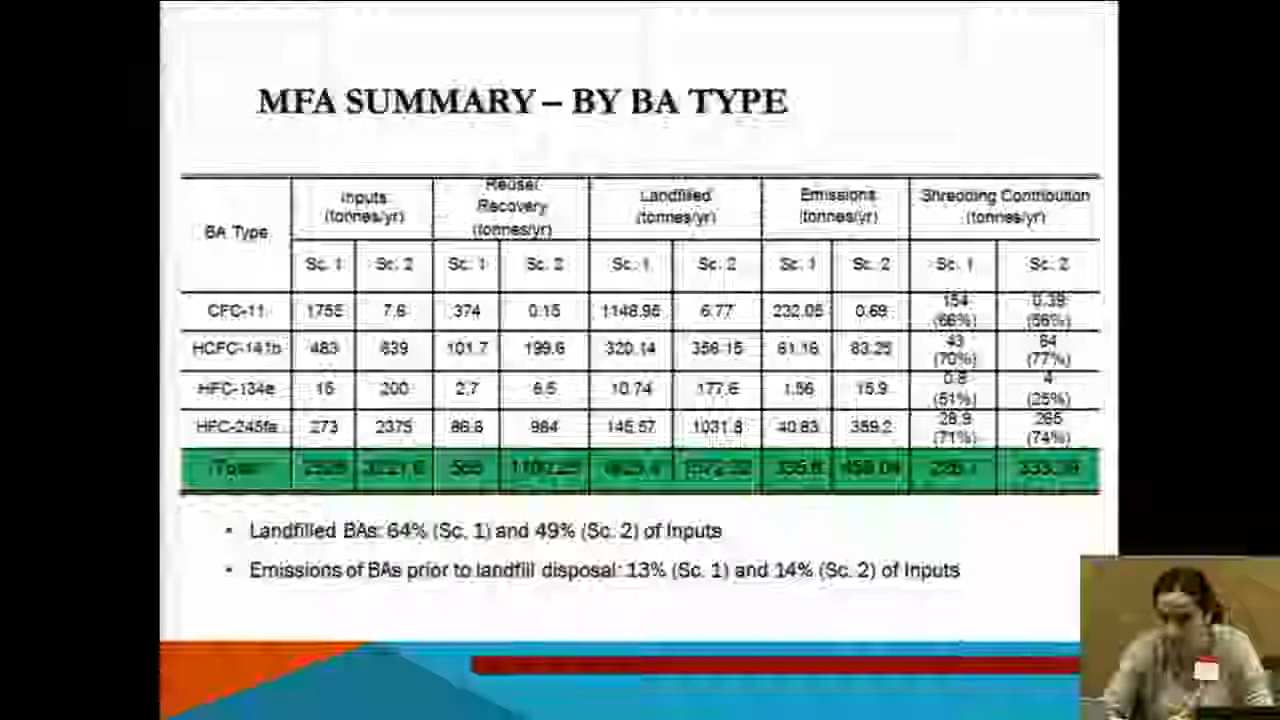 MFA SUMMARY – BY BA TYPE
BA Type
Inputs (tonnes/yr)
Reuse/ Recovery (tonnes/yr)
Landfilled (tonnes/yr)
Emissions (tonnes/yr)
Shredding Contribution (tonnes/yr)
Sc. 1 Sc. 2 Sc. 1 Sc. 2 Sc. 1 Sc. 2 Sc. 1 Sc. 2 Sc. 1 Sc. 2
CFC-11 1755 7.6 374 0.15 1148.95 6.77 232.05 0.69 154 (66%) 0.39 (56%)
HCFC-141b 483 639 101.7 199.6 320.14 356.15 61.16 83.25 43 (70%) 64 (77%)
HFC-134a 15 200 2.7 6.5 10.74 177.6 1.56 15.9 0.8 (51%) 4 (25%)
HFC-245fa 273 2375 86.6 984 145.57 1031.8 40.83 359.2 28.9 (71%) 265 (74%)
Total 565
• Landfilled BAs: 64% (Sc. 1) and 49% (Sc. 2) of Inputs
• Emissions of BAs prior to landfill disposal: 13% (Sc. 1) and 14% (Sc. 2) of Inputs